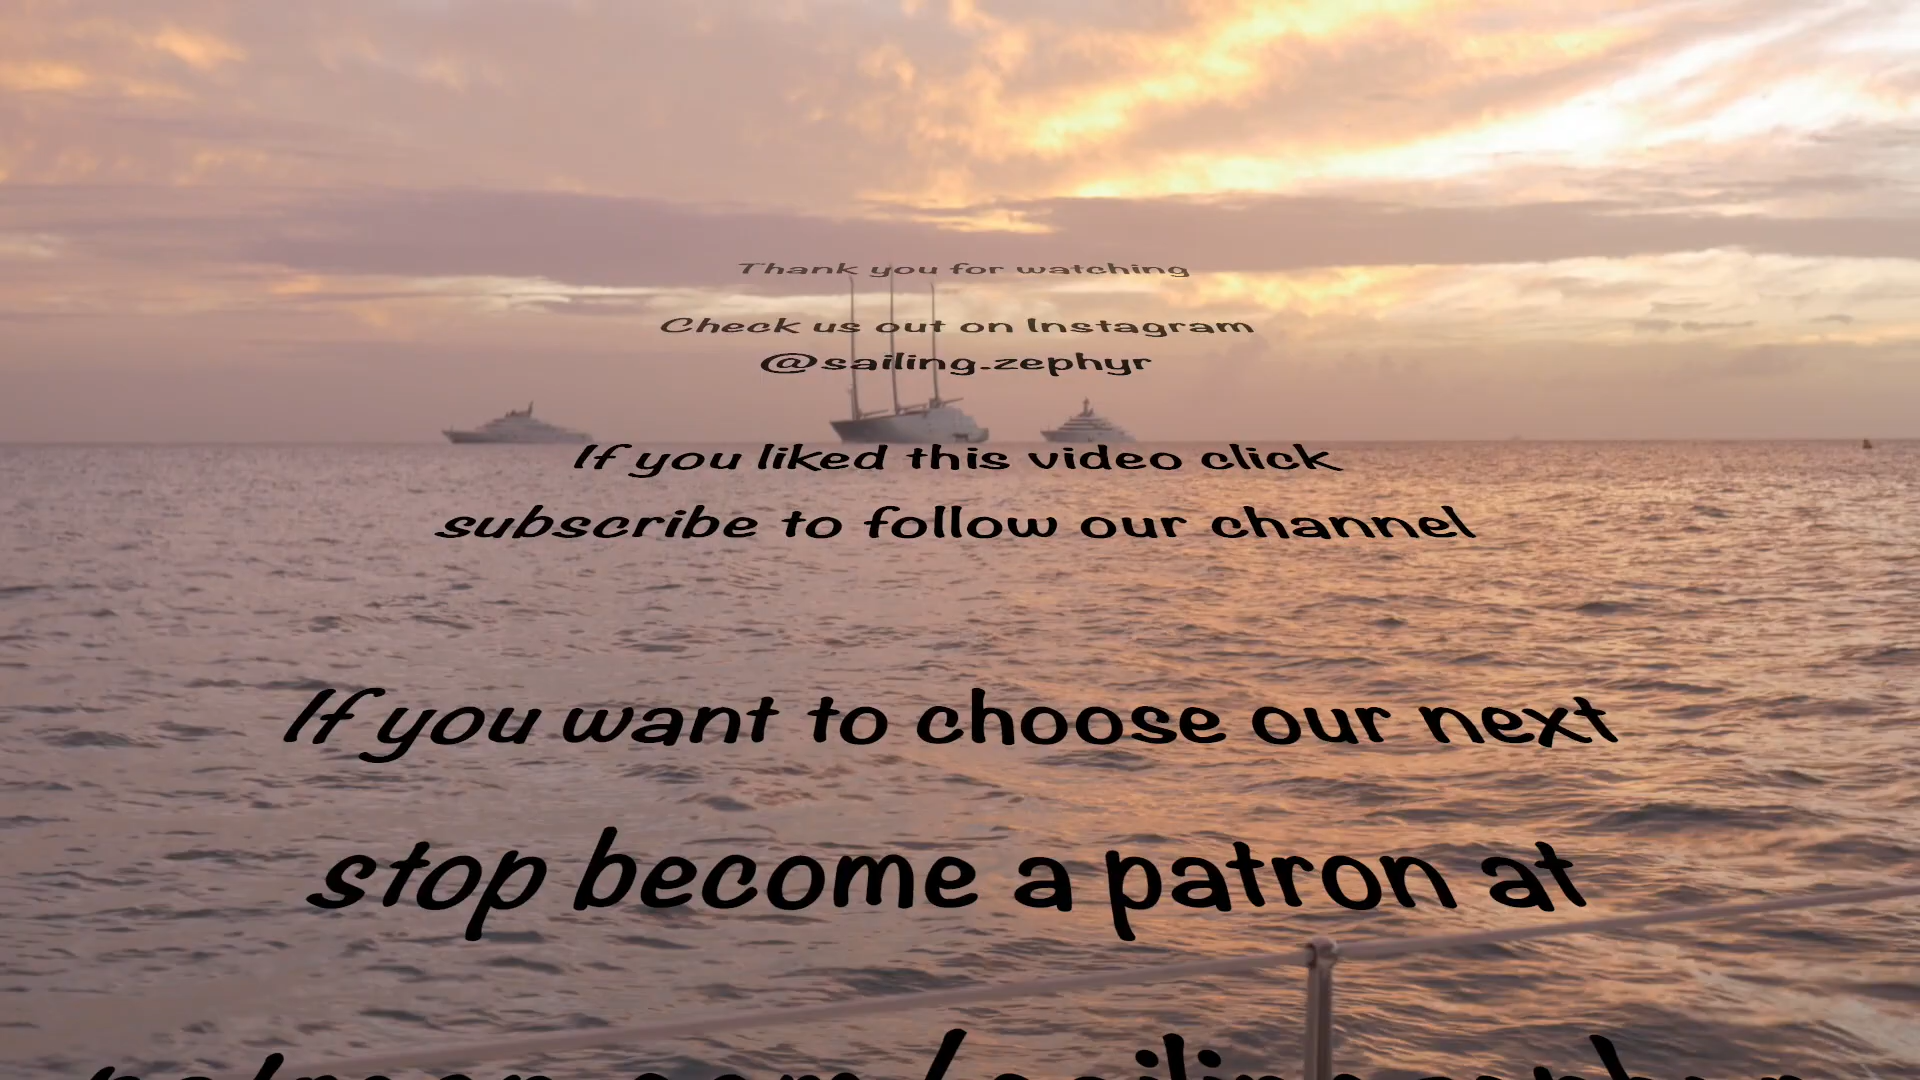 Thank you for watching
Check us out on Instagram
@sailing.zephyr
If you liked this video click
subscribe to follow our channel
If you want to choose our next
stop become a patron at